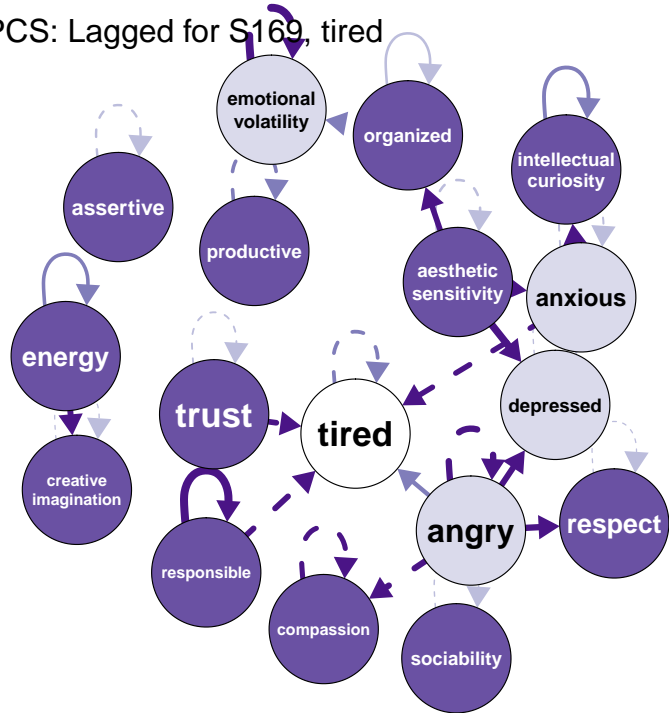 PCS: Lagged for S169, tired
emotional
volatility
organized
intellectual
curiosity
assertive
productive
aesthetic
sensitivity
anxious
energy
trust
tired
depressed
creative
imagination
angry
respect
responsible
compassion
sociability